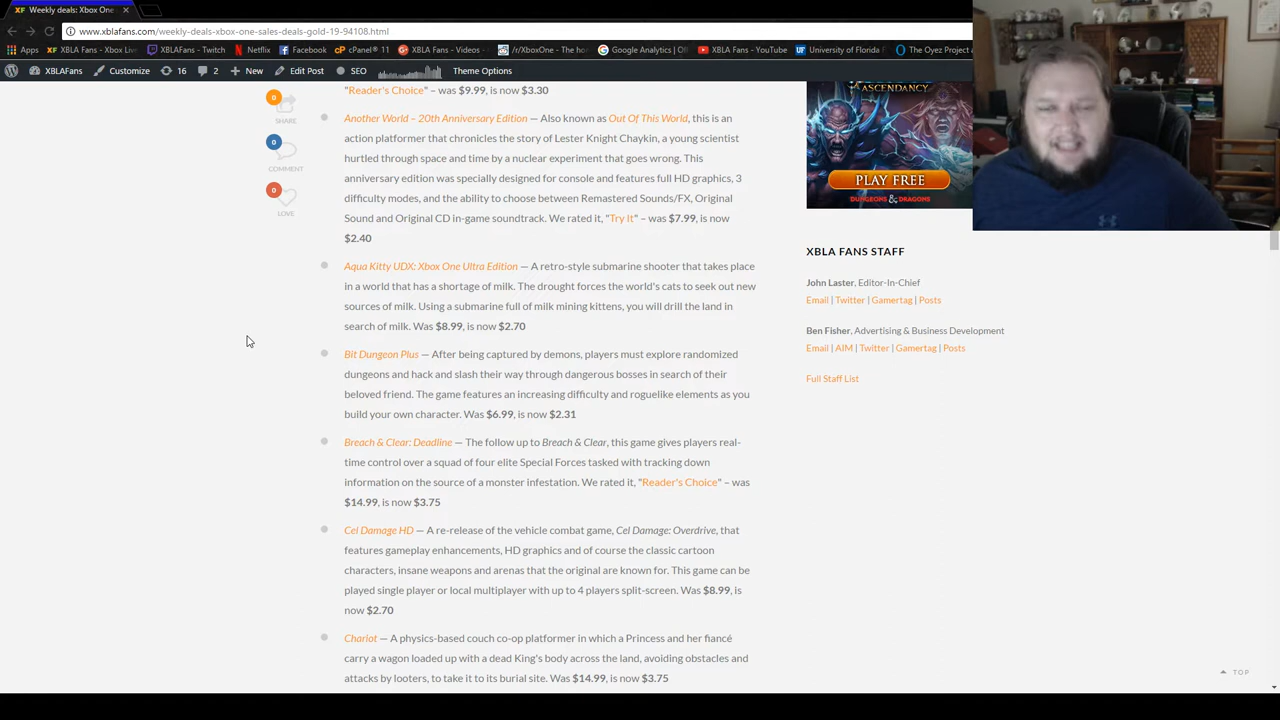 Weekly deals: Xbox One
www.xblafans.com/weekly-deals-xbox-one-sales-deals-gold-19-94108.html
Apps XBLA Fans - Xbox Live XBLAFans - Twitch Netflix Facebook cPanel® 11 XBLA Fans - Videos - /r/XboxOne - The ho Google Analytics | Of XBLA Fans - YouTube University of Florida The Oyez Project a
XBLAFans Customize 16 2 New Edit Post SEO Theme Options
"Reader's Choice" – was $9.99, is now $3.30
0
SHARE
0
COMMENT
0
LOVE
Another World – 20th Anniversary Edition — Also known as Out Of This World, this is an
action platformer that chronicles the story of Lester Knight Chaykin, a young scientist
hurtled through space and time by a nuclear experiment that goes wrong. This
anniversary edition was specially designed for console and features full HD graphics, 3
difficulty modes, and the ability to choose between Remastered Sounds/FX, Original
Sound and Original CD in-game soundtrack. We rated it, "Try It" – was $7.99, is now
$2.40
Aqua Kitty UDX: Xbox One Ultra Edition — A retro-style submarine shooter that takes place
in a world that has a shortage of milk. The drought forces the world's cats to seek out new
sources of milk. Using a submarine full of milk mining kittens, you will drill the land in
search of milk. Was $8.99, is now $2.70
Bit Dungeon Plus — After being captured by demons, players must explore randomized
dungeons and hack and slash their way through dangerous bosses in search of their
beloved friend. The game features an increasing difficulty and roguelike elements as you
build your own character. Was $6.99, is now $2.31
Breach & Clear: Deadline — The follow up to Breach & Clear, this game gives players real-
time control over a squad of four elite Special Forces tasked with tracking down
information on the source of a monster infestation. We rated it, "Reader's Choice" – was
$14.99, is now $3.75
Cel Damage HD — A re-release of the vehicle combat game, Cel Damage: Overdrive, that
features gameplay enhancements, HD graphics and of course the classic cartoon
characters, insane weapons and arenas that the original are known for. This game can be
played single player or local multiplayer with up to 4 players split-screen. Was $8.99, is
now $2.70
Chariot — A physics-based couch co-op platformer in which a Princess and her fiancé
carry a wagon loaded up with a dead King's body across the land, avoiding obstacles and
attacks by looters, to take it to its burial site. Was $14.99, is now $3.75
ASCENDANCY
PLAY FREE
DUNGEONS & DRAGONS
XBLA FANS STAFF
John Laster, Editor-In-Chief
Email | Twitter | Gamertag | Posts
Ben Fisher, Advertising & Business Development
Email | AIM | Twitter | Gamertag | Posts
Full Staff List
TOP